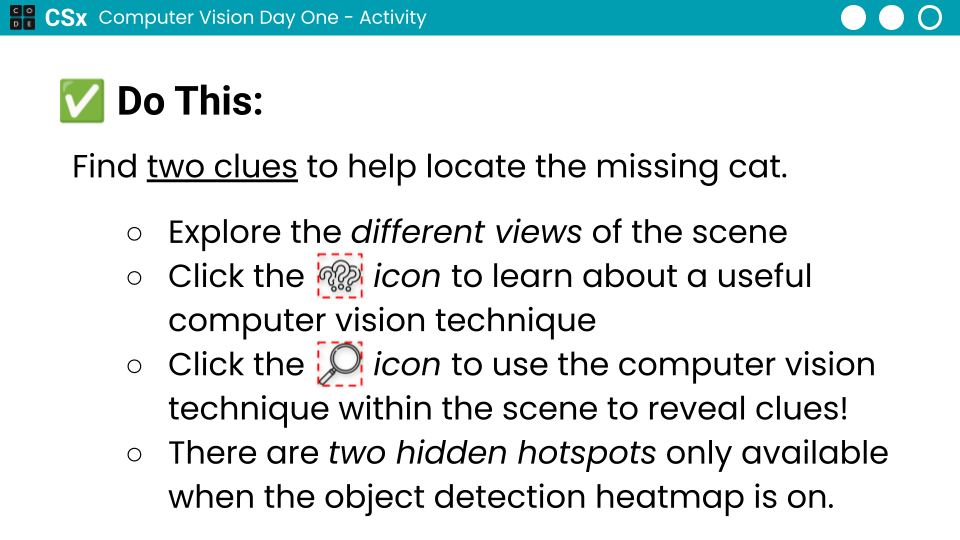 CODE CSx Computer Vision Day One - Activity
✅ Do This:
Find two clues to help locate the missing cat.
○ Explore the different views of the scene
○ Click the ??? icon to learn about a useful
computer vision technique
○ Click the icon to use the computer vision
technique within the scene to reveal clues!
○ There are two hidden hotspots only available
when the object detection heatmap is on.